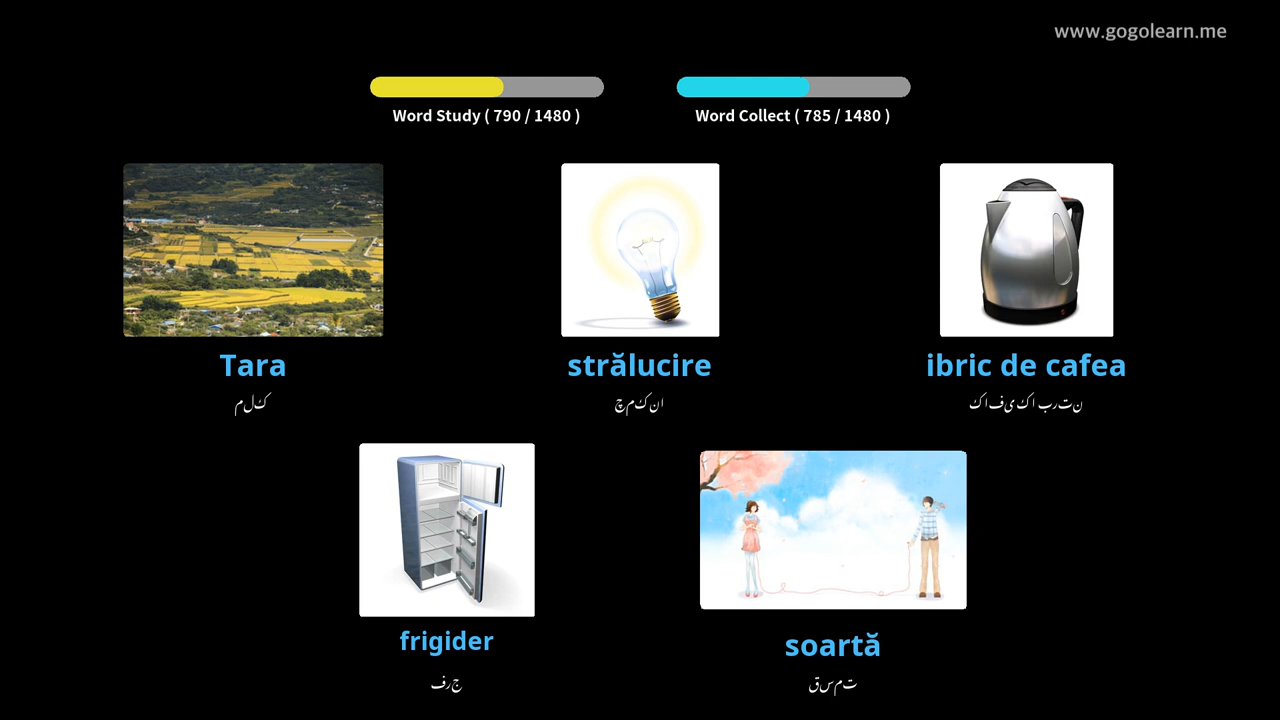 www.gogolearn.me
Word Study ( 790 / 1480 )
Word Collect ( 785 / 1480 )
Tara
strălucire
ibric de cafea
ملک
چمکنا
کافی کا برتن
frigider
soartă
فرج
قسمت